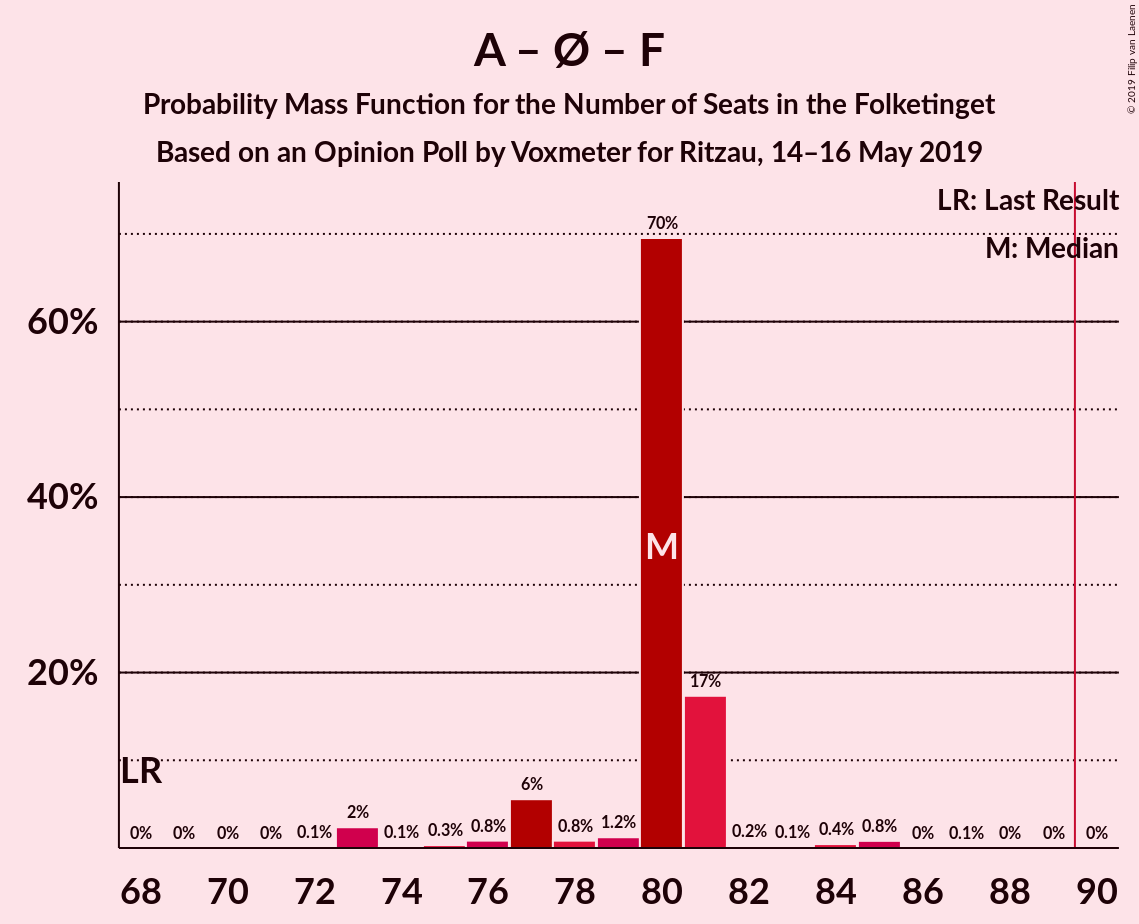 A – Ø – F
Probability Mass Function for the Number of Seats in the Folketinget
Based on an Opinion Poll by Voxmeter for Ritzau, 14–16 May 2019
© 2019 Filip van Laenen
LR: Last Result
M: Median
60%
40%
20%
LR
M
0%
0%
0%
0%
0.1%
2%
0.1%
0.3%
0.8%
6%
0.8%
1.2%
70%
17%
0.2%
0.1%
0.4%
0.8%
0%
0.1%
0%
0%
0%
68 70 72 74 76 78 80 82 84 86 88 90